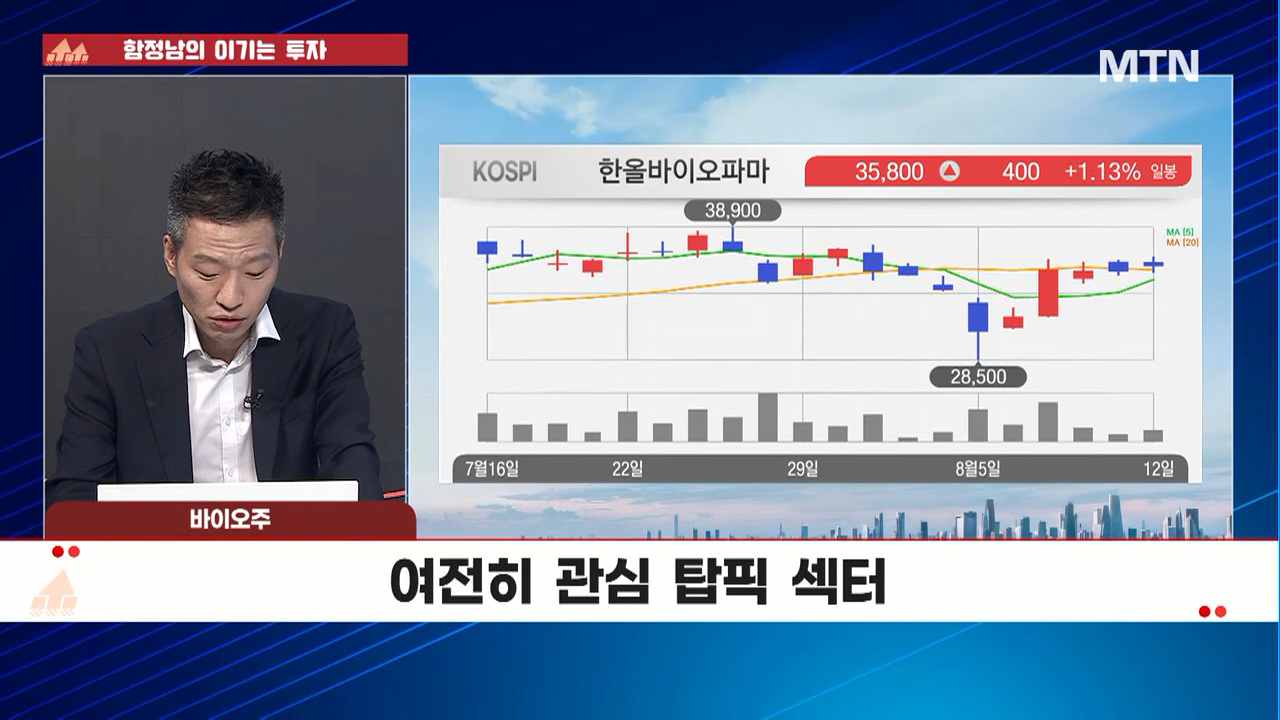 함정남의 이기는 투자
MTN
KOSPI 한올바이오파마 35,800 400 +1.13% 일봉
38,900
MA [5]
MA [20]
28,500
7월16일 22일 29일 8월5일 12일
바이오주
여전히 관심 탑픽 섹터